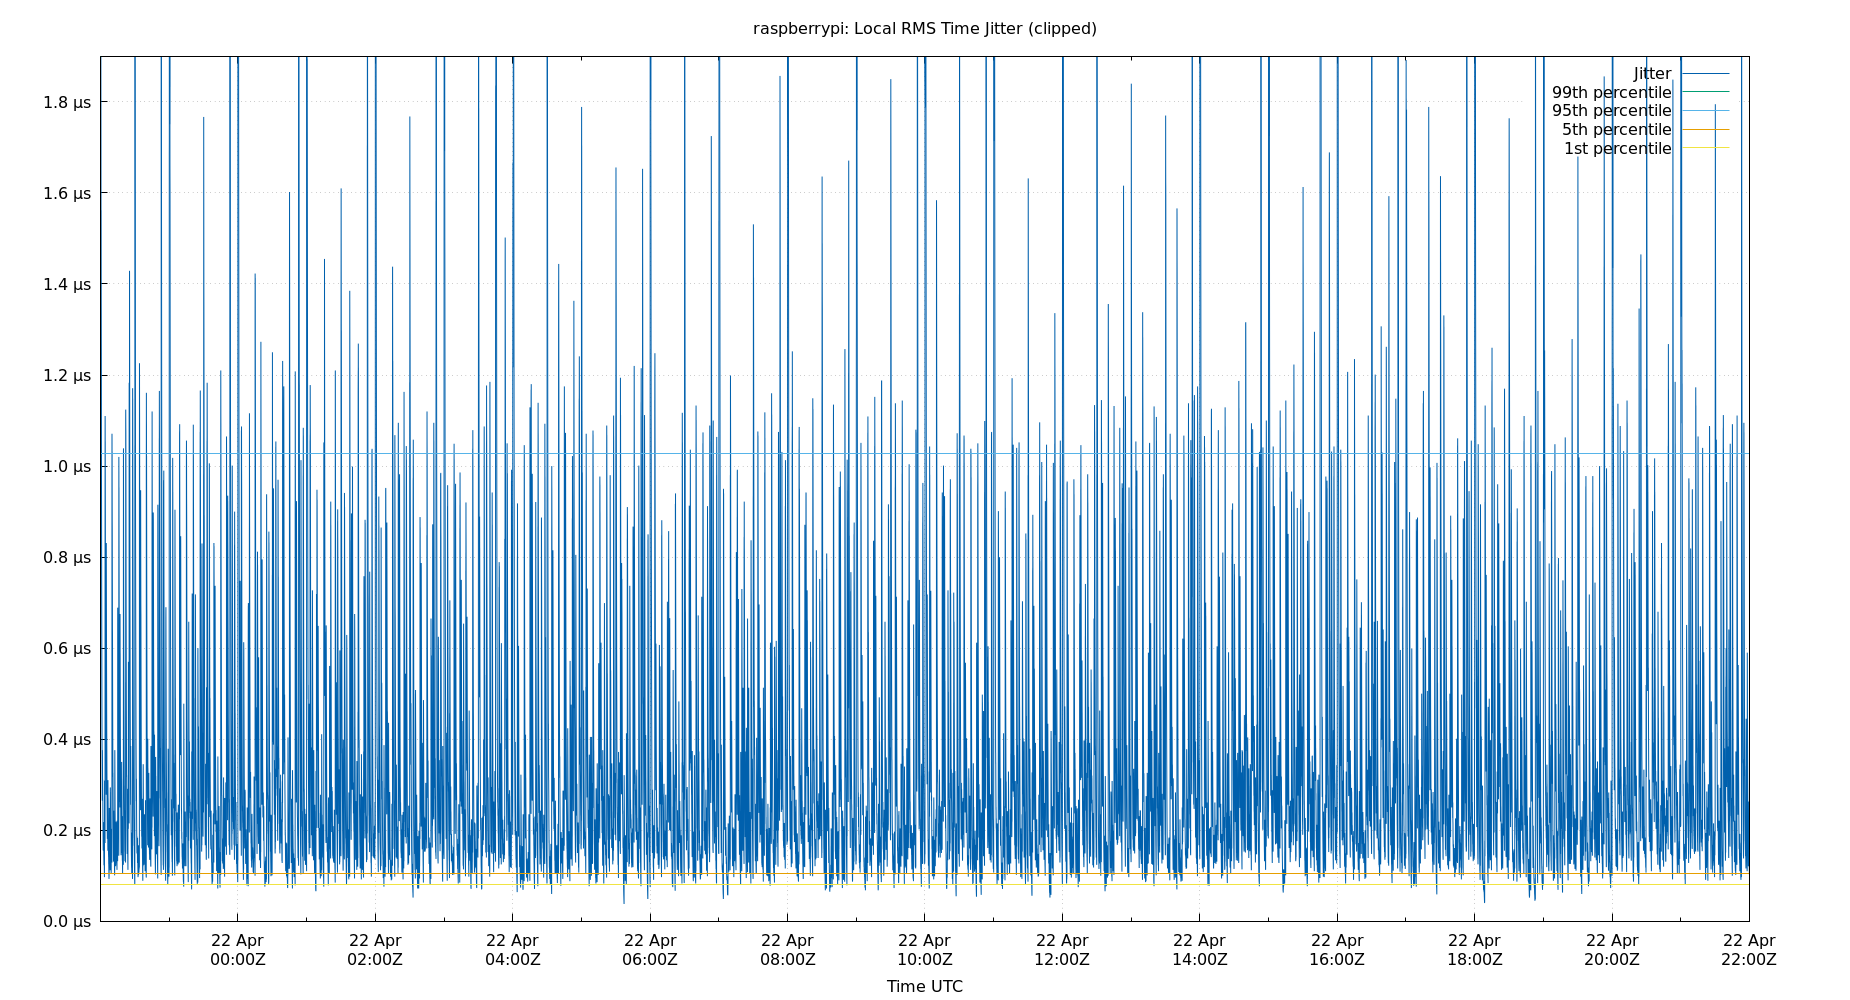 raspberrypi: Local RMS Time Jitter (clipped)
Jitter
99th percentile
95th percentile
5th percentile
1st percentile
1.8 μs
1.6 μs
1.4 μs
1.2 μs
1.0 μs
0.8 μs
0.6 μs
0.4 μs
0.2 μs
0.0 μs
22 Apr 22 Apr 22 Apr 22 Apr 22 Apr 22 Apr 22 Apr 22 Apr 22 Apr 22 Apr 22 Apr 22 Apr
00:00Z 02:00Z 04:00Z 06:00Z 08:00Z 10:00Z 12:00Z 14:00Z 16:00Z 18:00Z 20:00Z 22:00Z
Time UTC